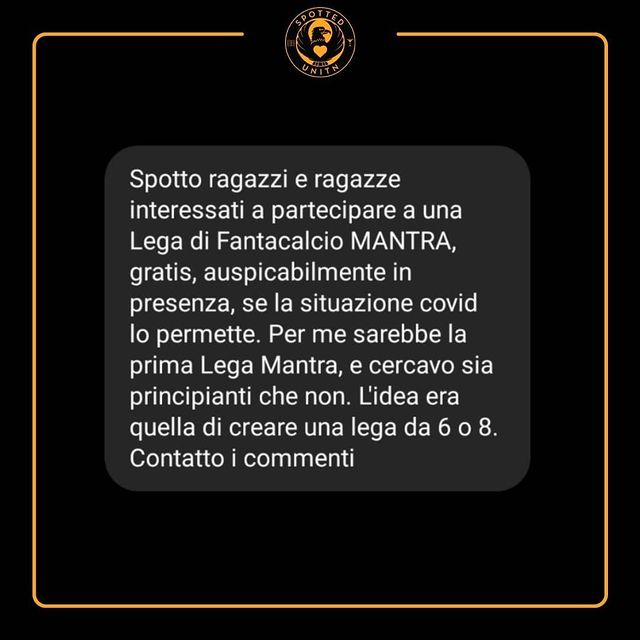 SPOTTED
UNITN
Spotto ragazzi e ragazze
interessati a partecipare a una
Lega di Fantacalcio MANTRA,
gratis, auspicabilmente in
presenza, se la situazione covid
lo permette. Per me sarebbe la
prima Lega Mantra, e cercavo sia
principianti che non. L'idea era
quella di creare una lega da 6 o 8.
Contatto i commenti